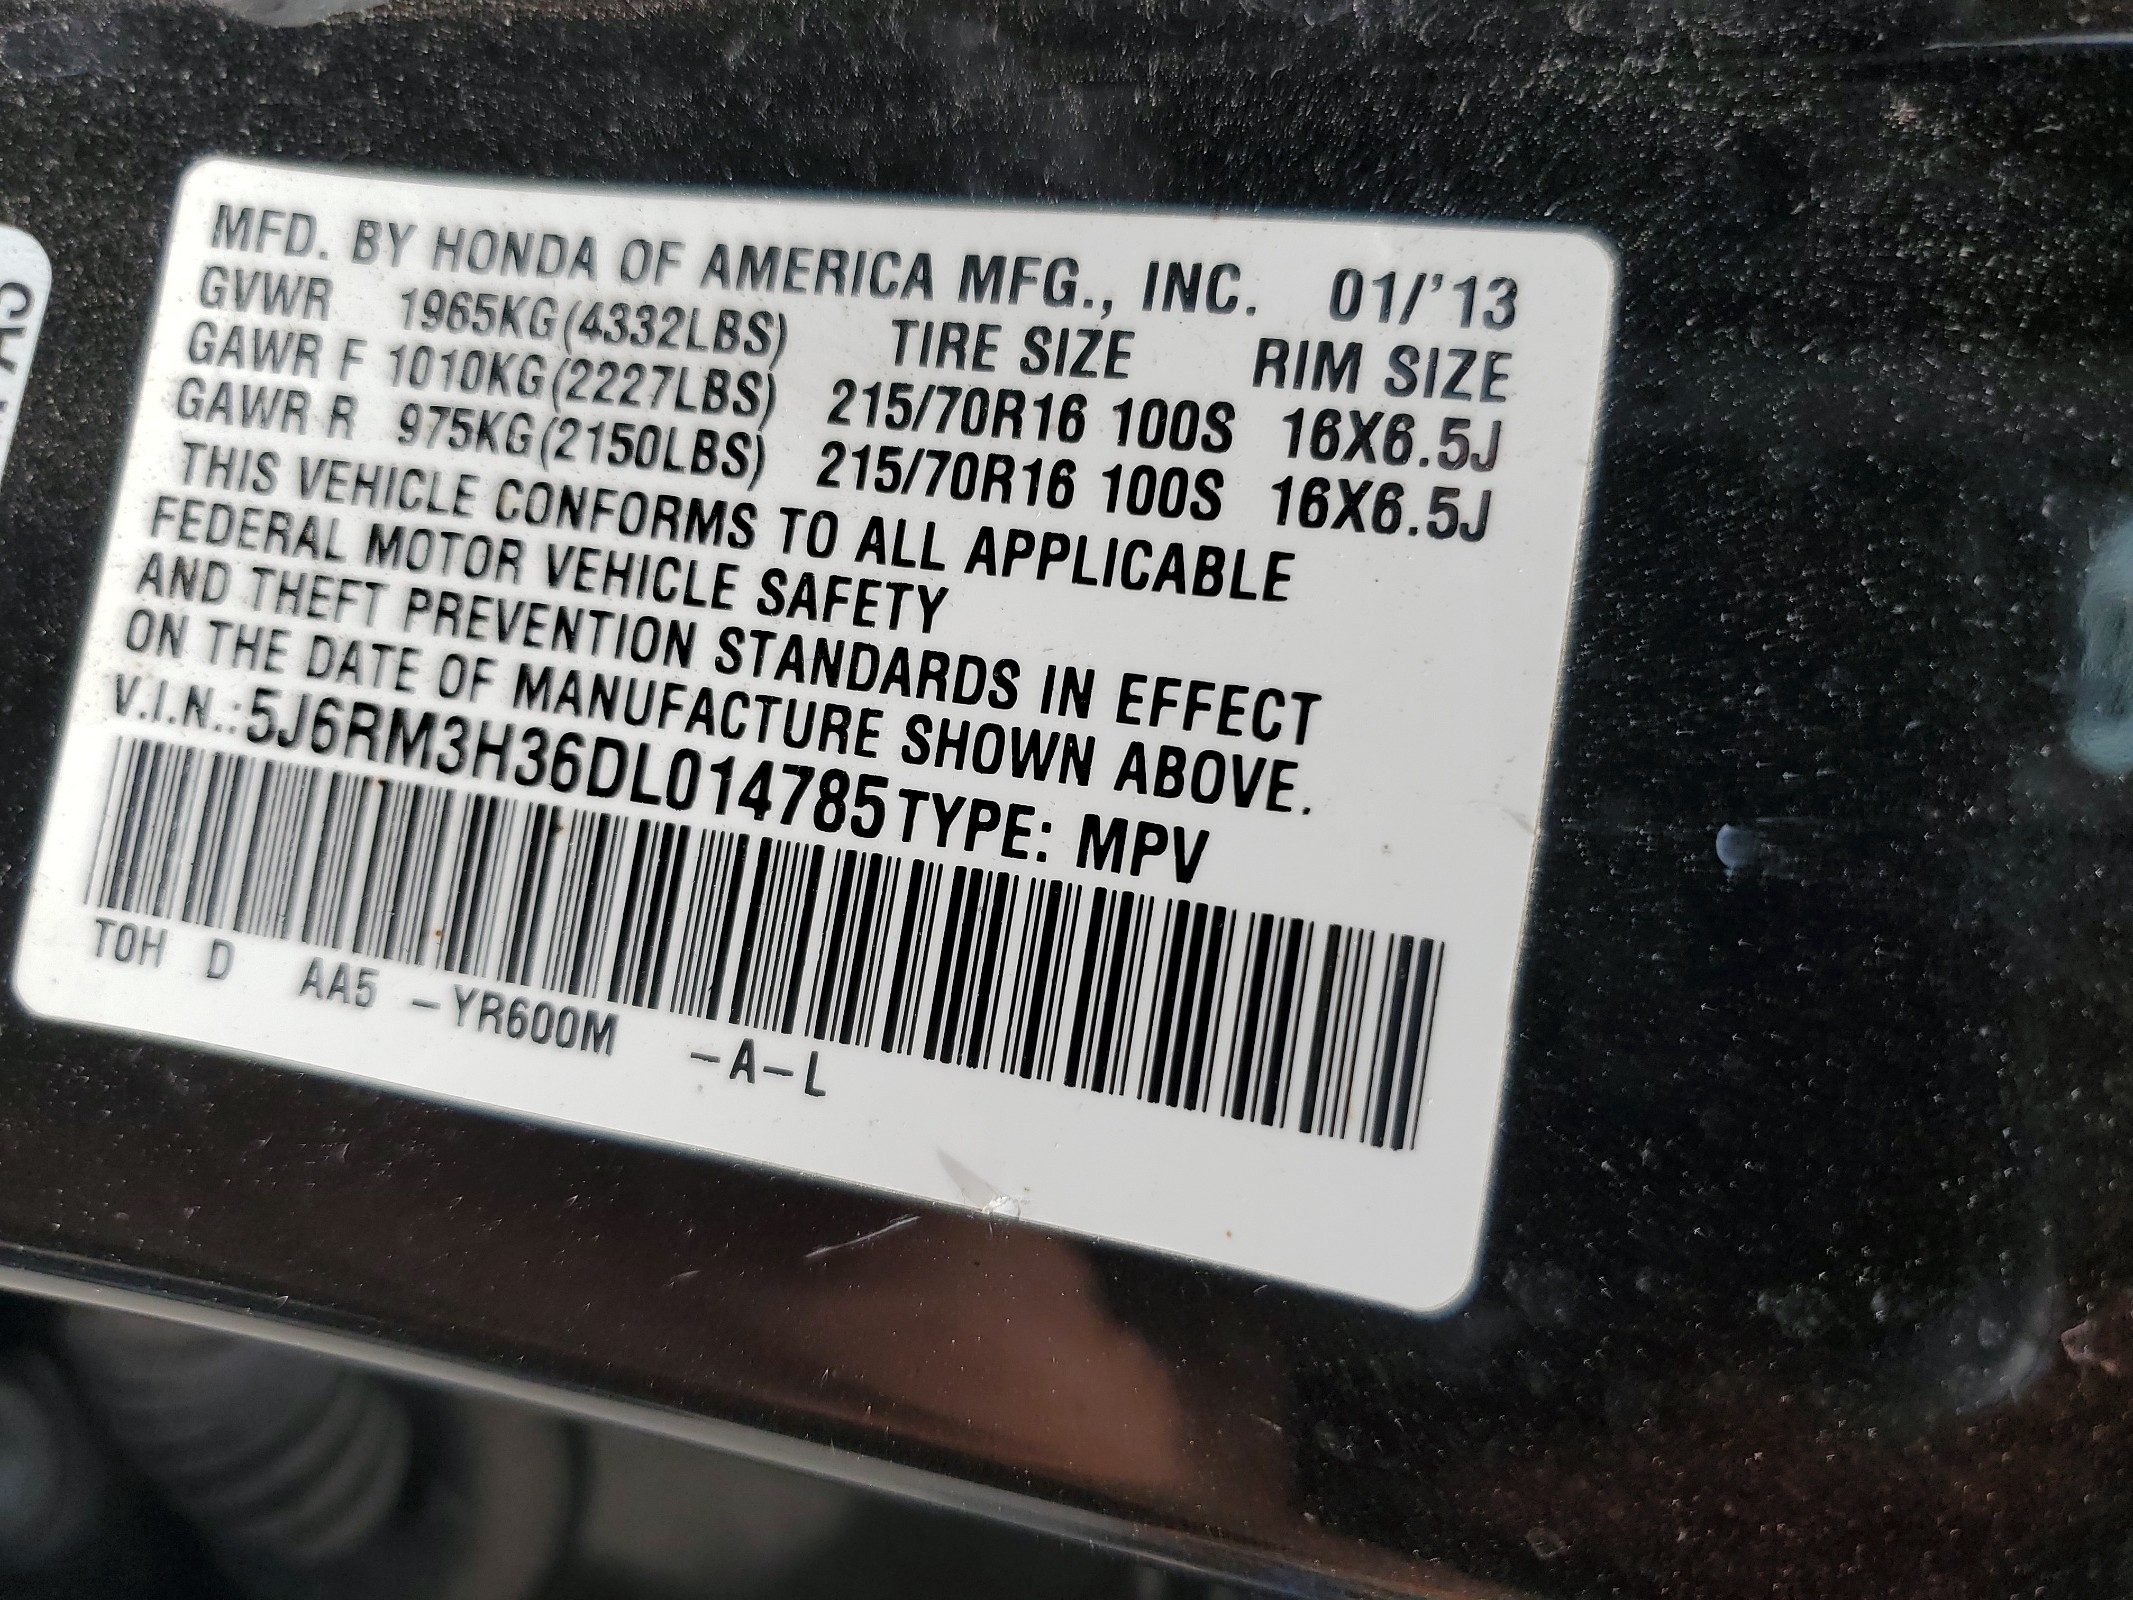 MFD. BY HONDA OF AMERICA MFG., INC. 01/'13
GVWR 1965KG(4332LBS) TIRE SIZE RIM SIZE
GAWR F 1010KG(2227LBS) 215/70R16 100S 16X6.5J
GAWR R 975KG(2150LBS) 215/70R16 100S 16X6.5J
THIS VEHICLE CONFORMS TO ALL APPLICABLE
FEDERAL MOTOR VEHICLE SAFETY
AND THEFT PREVENTION STANDARDS IN EFFECT
ON THE DATE OF MANUFACTURE SHOWN ABOVE.
V.I.N.:5J6RM3H36DL014785 TYPE: MPV
TOH D AA5 -YR600M -A-L